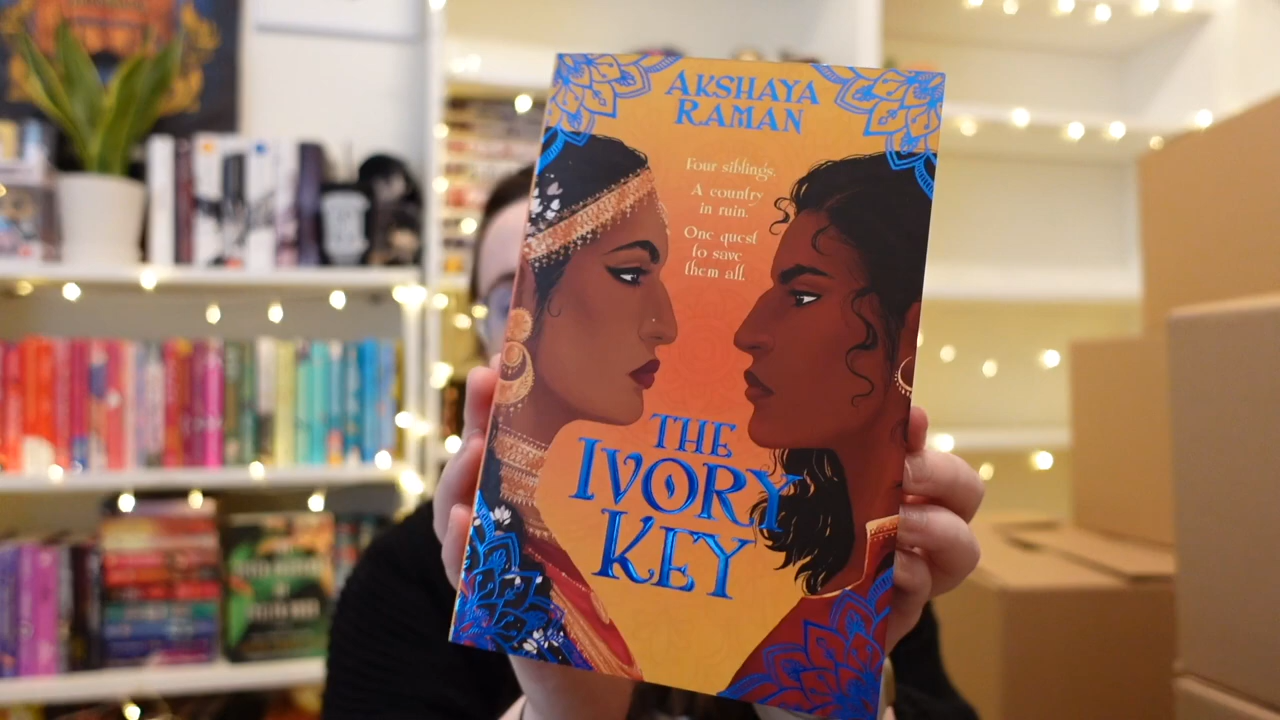 AKSHAYA
RAMAN
Four siblings.
A country
in ruin.
One quest
to save
them all.
THE
IVORY
KEY